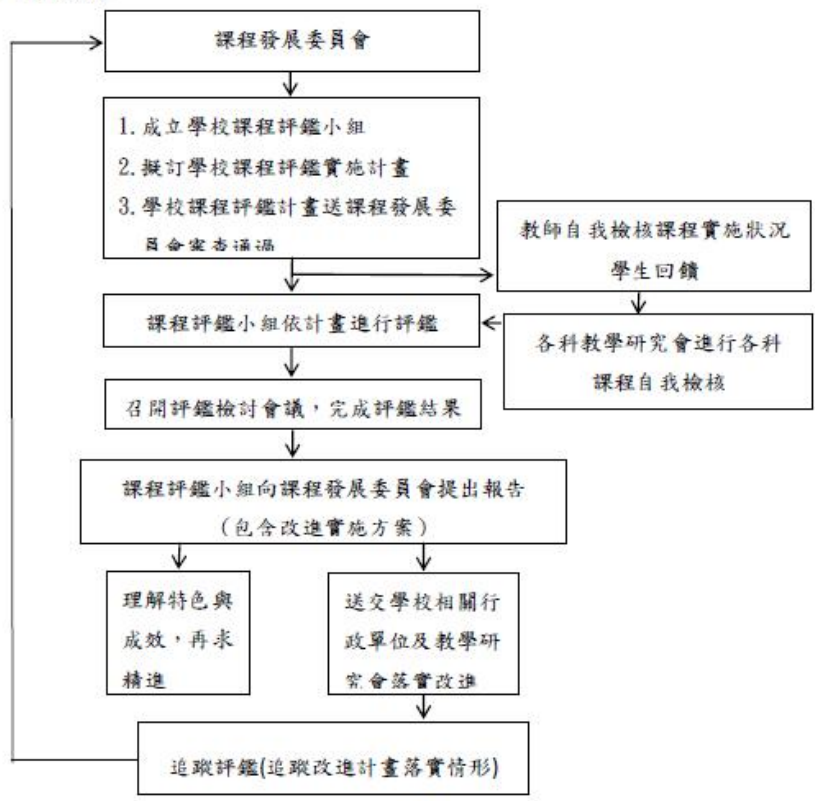 課程發展委員會
1. 成立學校課程評鑑小組
2. 擬訂學校課程評鑑實施計畫
3. 學校課程評鑑計畫送課程發展委
員會審查通過
教師自我檢核課程實施狀況
學生回饋
課程評鑑小組依計畫進行評鑑
各科教學研究會進行各科
課程自我檢核
召開評鑑檢討會議，完成評鑑結果
課程評鑑小組向課程發展委員會提出報告
（包含改進實施方案）
理解特色與
成效，再求
精進
送交學校相關行
政單位及教學研
究會落實改進
追蹤評鑑(追蹤改進計畫落實情形)